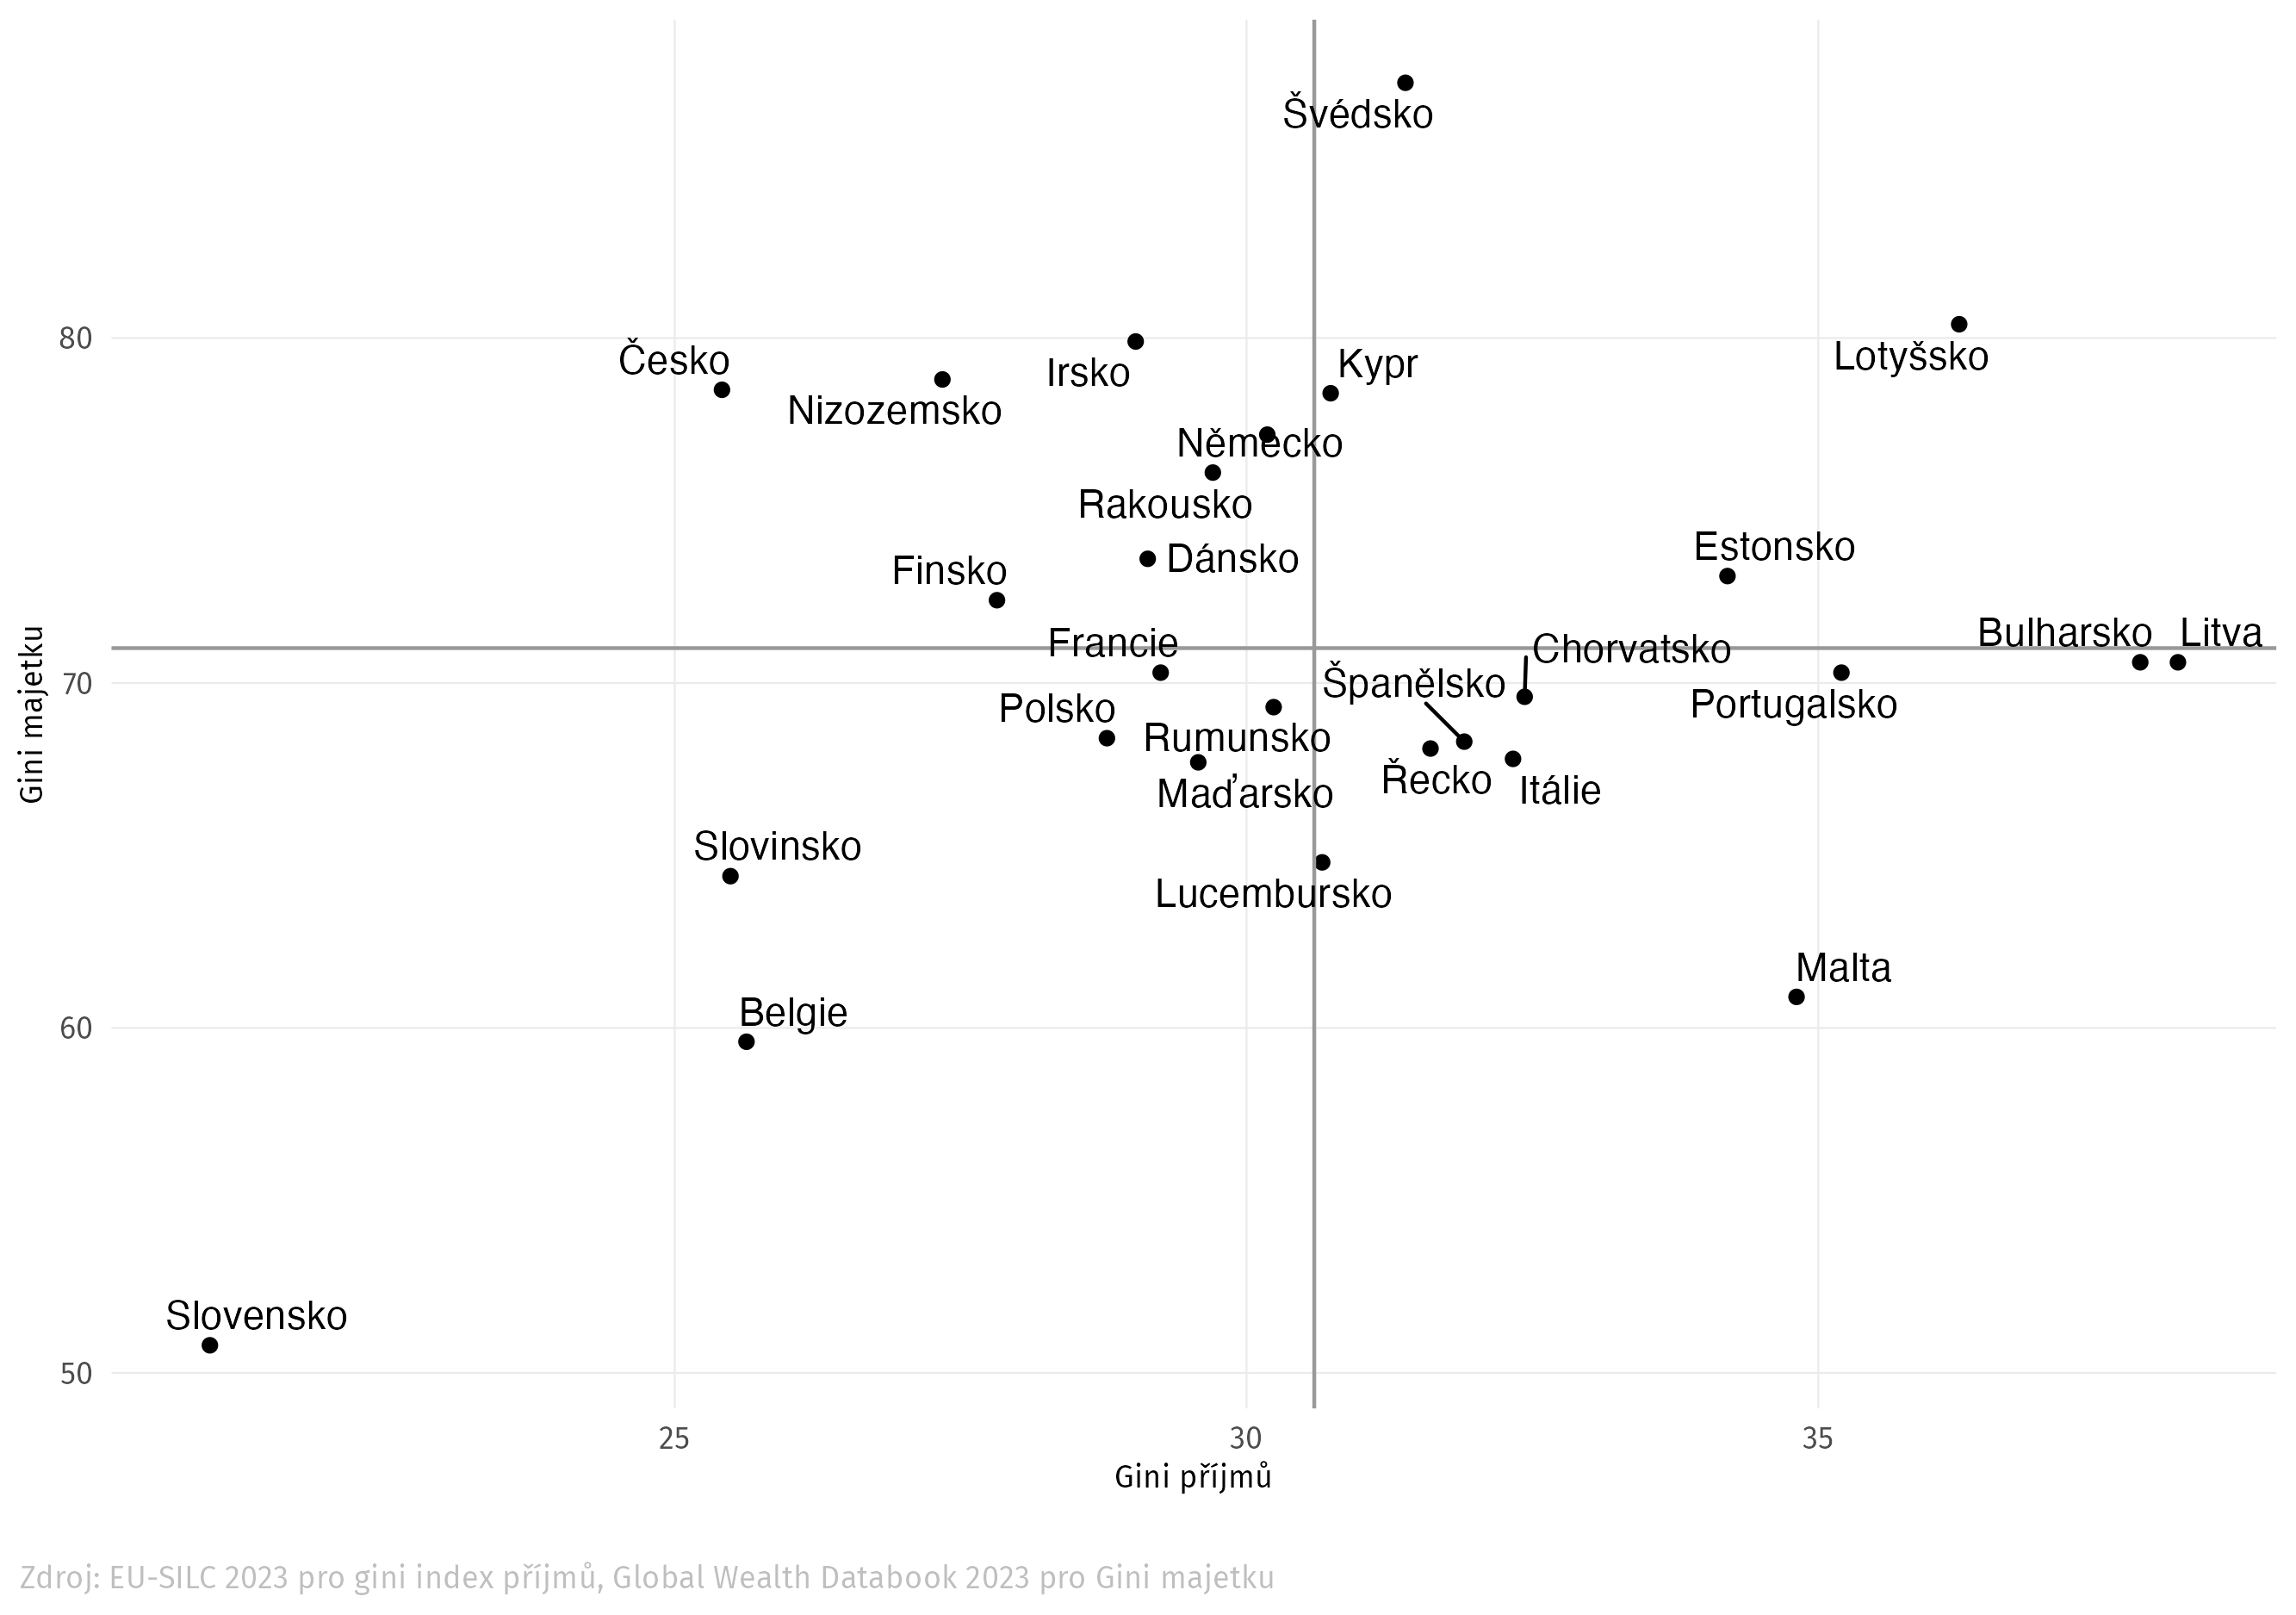 Švédsko
80
Česko
Nizozemsko
Irsko
Kypr
Lotyšsko
Německo
Rakousko
Dánsko
Finsko
Estonsko
Francie
Chorvatsko
Bulharsko
Litva
Gini majetku
70
Polsko
Španělsko
Portugalsko
Rumunsko
Maďarsko
Řecko
Itálie
Slovinsko
Lucembursko
Malta
Belgie
60
Slovensko
50
25
30
35
Gini příjmů
Zdroj: EU-SILC 2023 pro gini index příjmů, Global Wealth Databook 2023 pro Gini majetku